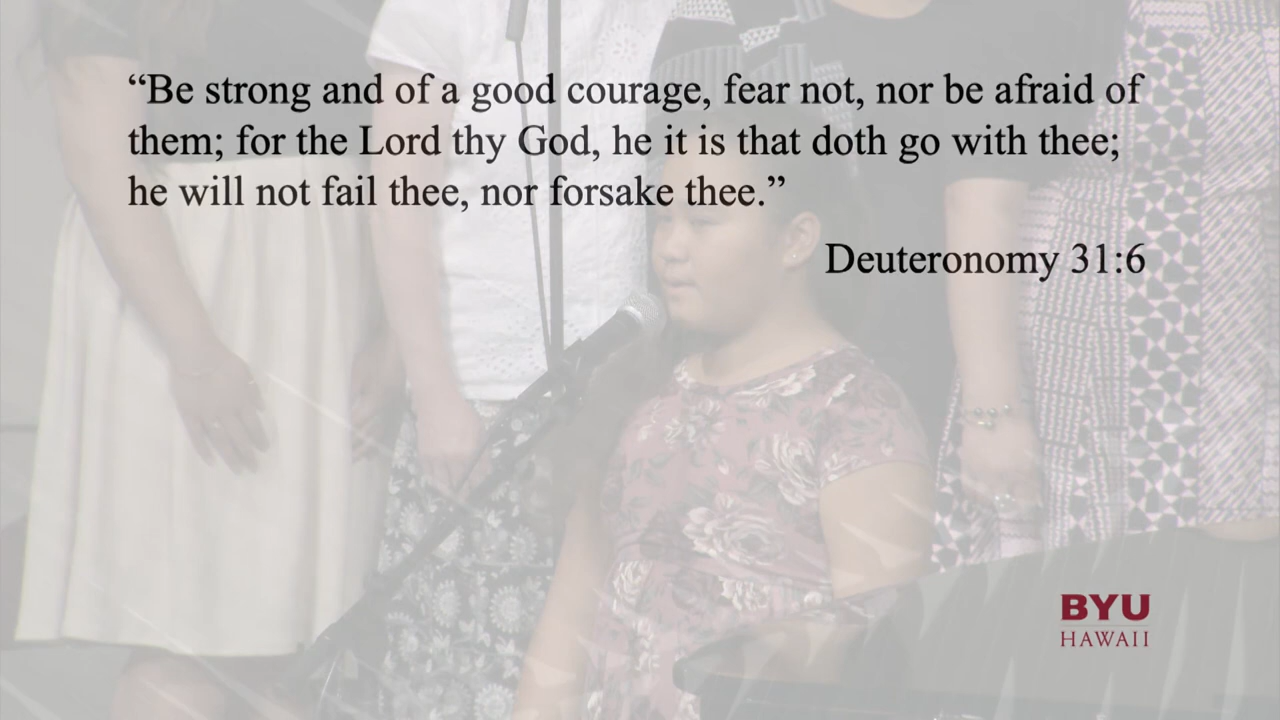 “Be strong and of a good courage, fear not, nor be afraid of
them; for the Lord thy God, he it is that doth go with thee;
he will not fail thee, nor forsake thee.”
Deuteronomy 31:6
BYU
HAWAII